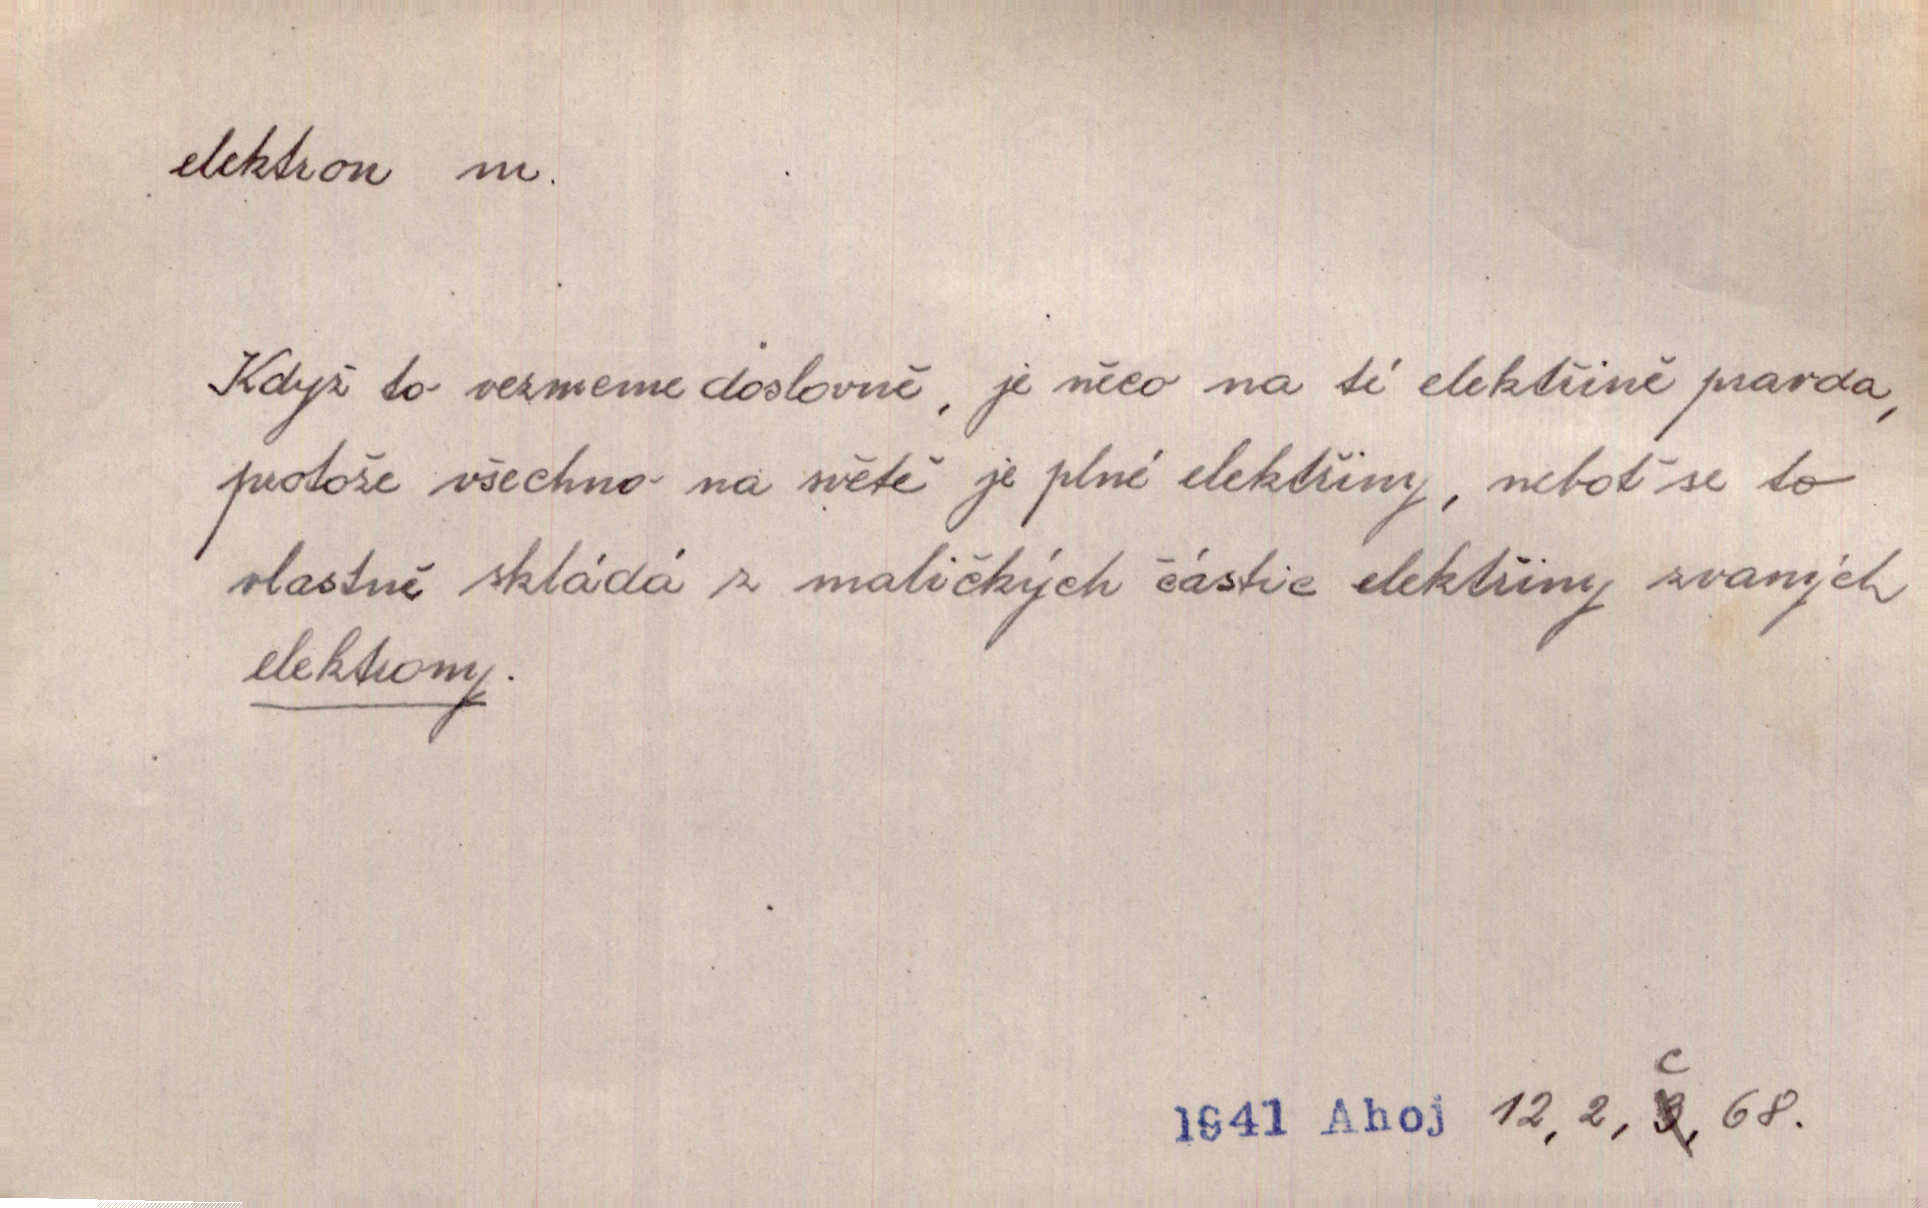 elektron m.
Když to vezmeme doslovně, je něco na té elektřině pravda,
protože všechno na světě je plné elektřiny, neboť se to
vlastně skládá z maličkých částic elektřiny zvaných
elektrony.
c
1941 Ahoj 12, 2, , 68.